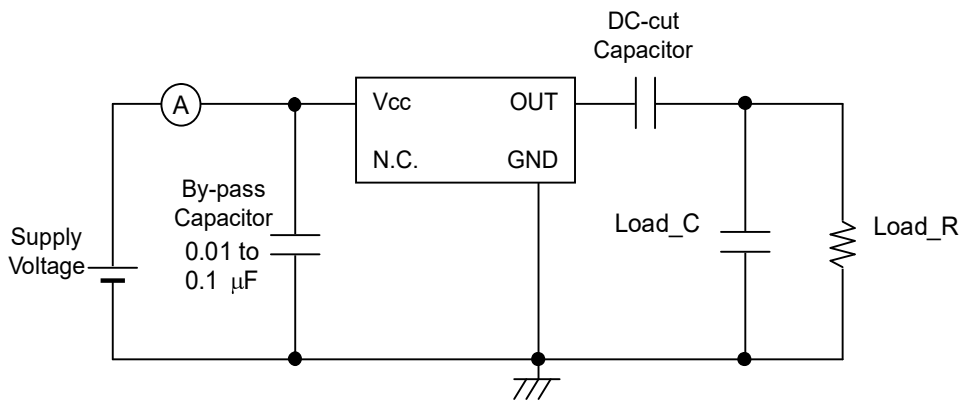 DC-cut
Capacitor
A
Vcc
OUT
N.C.
GND
By-pass
Capacitor
0.01 to
0.1 μF
Supply
Voltage
Load_C
Load_R